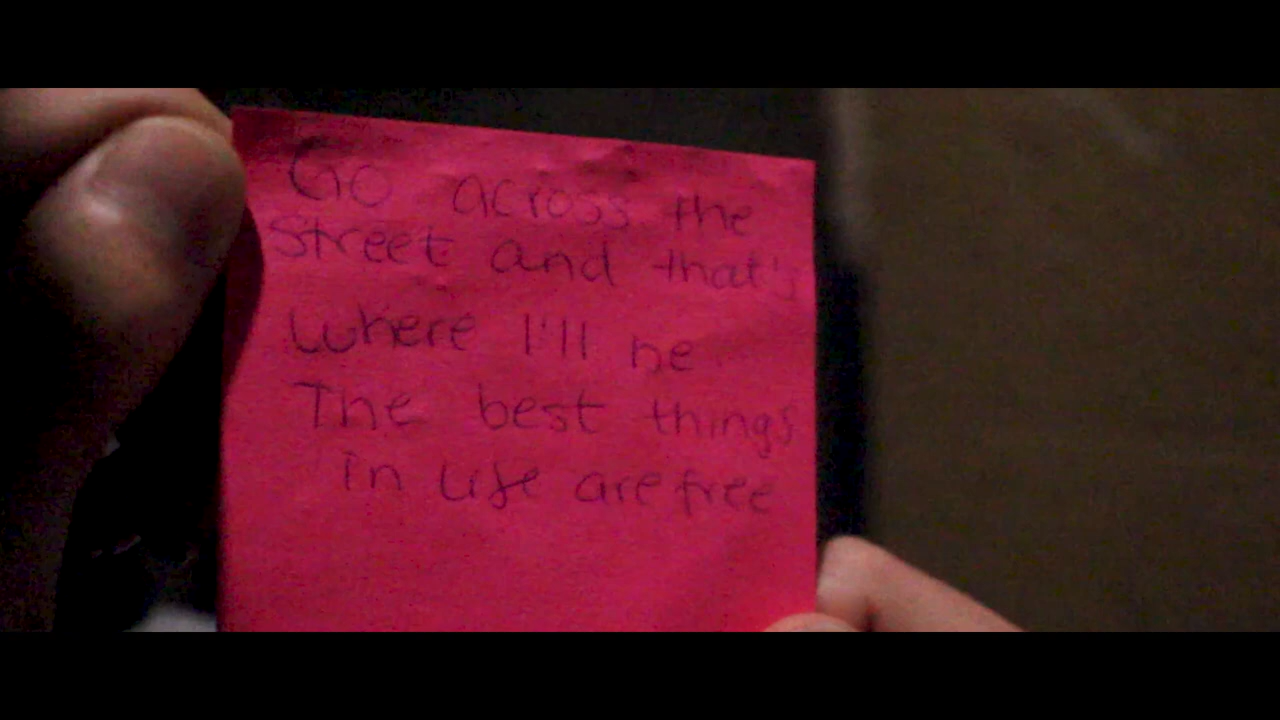 Go across the
Street and that's
where I'll be
The best things
in life are free